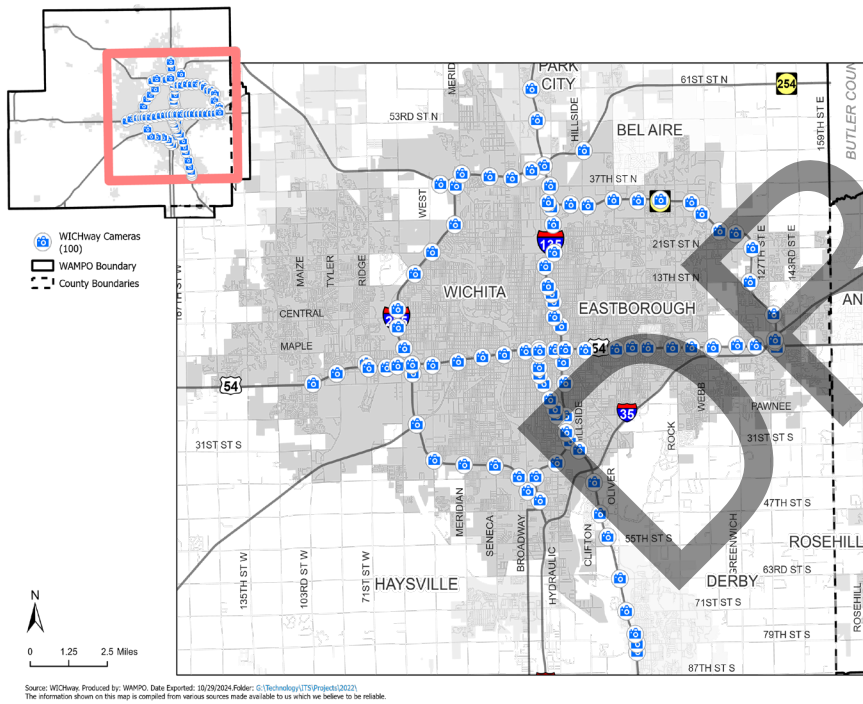 PARK
CITY
MERID
61ST ST N
254
BUTLER COUN
53RD ST N
HILLSIDE
BEL AIRE
159TH ST E
37TH ST N
WEST
WICHway Cameras
(100)
WAMPO Boundary
County Boundaries
135
21ST ST N
127TH ST E
143RD ST E
MAIZE
TYLER
RIDGE
13TH ST N
WICHITA
EASTBOROUGH
AN
CENTRAL
MAPLE
54
54
35
WEBB
PAWNEE
HILLSIDE
31ST ST S
ROCK
31ST ST S
OLIVER
MERIDIAN
SENECA
BROADWAY
HYDRAULIC
CLIFTON
47TH ST S
55TH ST S
GREENWICH
ROSEHILL
135TH ST W
103RD ST W
71ST ST W
HAYSVILLE
63RD ST S
DERBY
71ST ST S
ROSEHILL
79TH ST S
87TH ST S
N
0 1.25 2.5 Miles
Source: WICHway. Produced by: WAMPO. Date Exported: 10/29/2024.Folder: G:\Technology\ITS\Projects\2022\
The information shown on this map is compiled from various sources made available to us which we believe to be reliable.